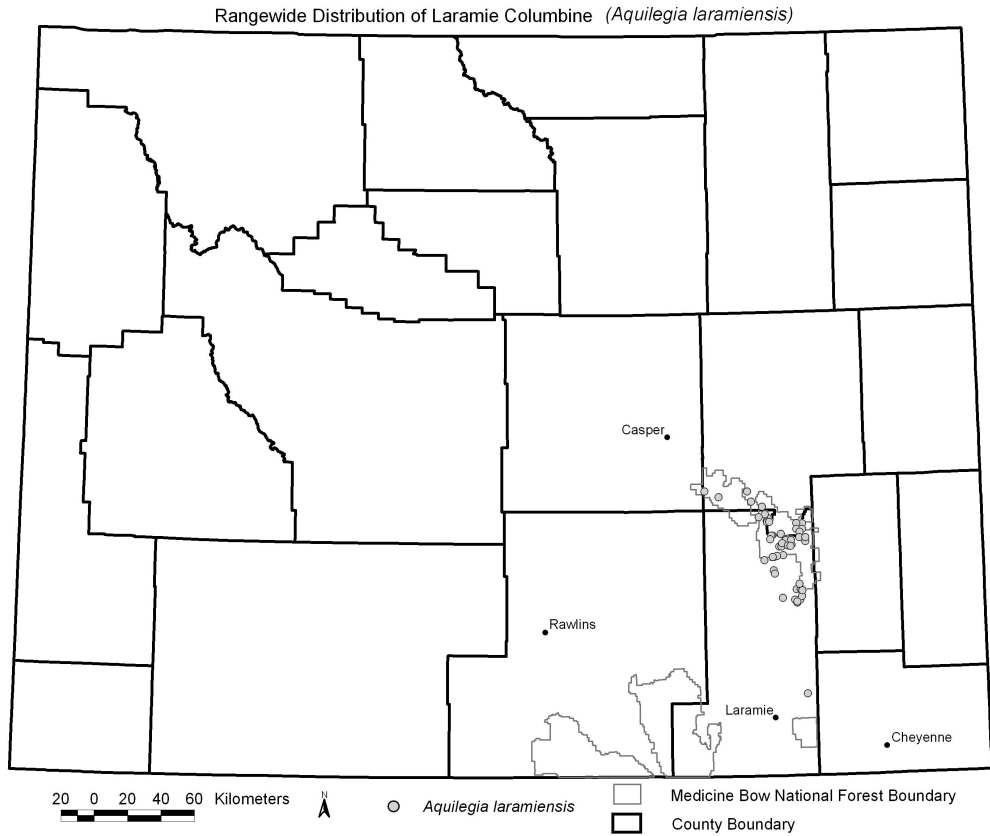 Rangewide Distribution of Laramie Columbine (Aquilegia laramiensis)
Casper
Rawlins
Laramie
Cheyenne
20 0 20 40 60 Kilometers
N
Aquilegia laramiensis
Medicine Bow National Forest Boundary
County Boundary